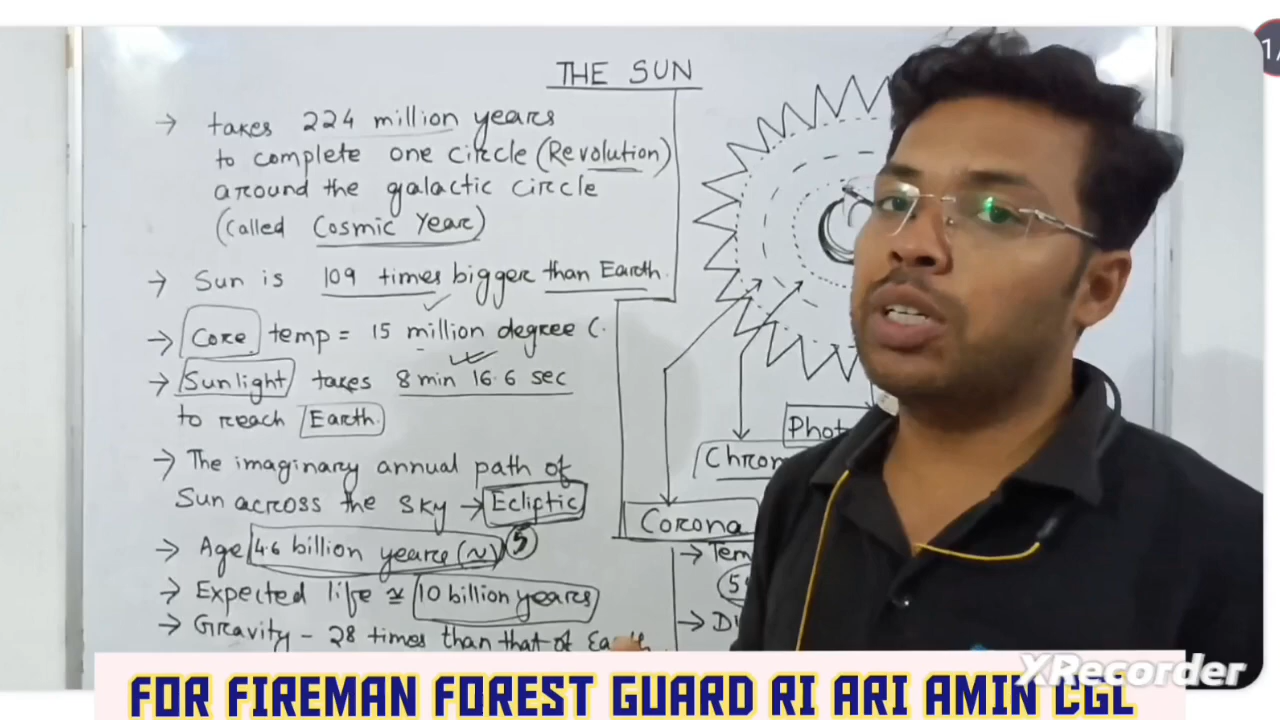 THE SUN
→ takes 224 million years
to complete one circle (Revolution)
around the galactic circle
(called Cosmic Year)
→ Sun is 109 times bigger than Earth
→ Core temp = 15 million degree C.
→ Sunlight takes 8 min 16.6 sec
to reach Earth
→ The imaginary annual path of
Sun across the sky → Ecliptic
→ Age 4.6 billion years (~) 5
→ Expected life ≅ 10 billion years
→ Gravity - 28 times than that of
Phot
Chrom
Corona
→ Tem
→ D
FOR FIREMAN FOREST GUARD RI ARI AMIN CGL
XRecorder